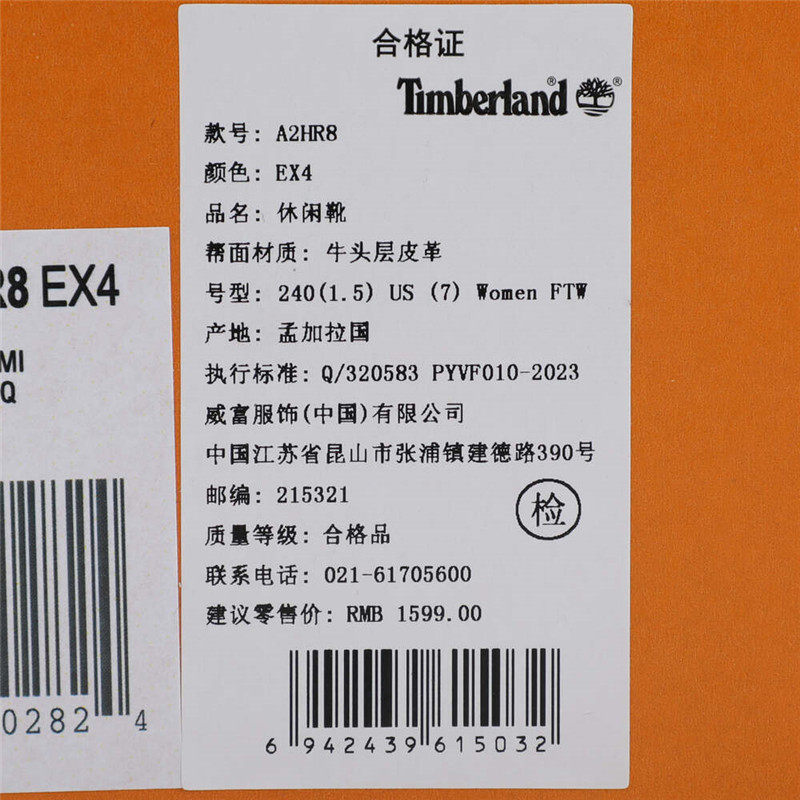 合格证
Timberland®®
款号: A2HR8
颜色: EX4
品名: 休闲靴
帮面材质: 牛头层皮革
号型: 240(1.5) US (7) Women FTW
产地: 孟加拉国
执行标准: Q/320583 PYVF010-2023
威富服饰(中国)有限公司
中国江苏省昆山市张浦镇建德路390号
邮编: 215321
检
质量等级: 合格品
联系电话: 021-61705600
建议零售价: RMB 1599.00
6 942439 615032
8 EX4
MI
Q
0282 4